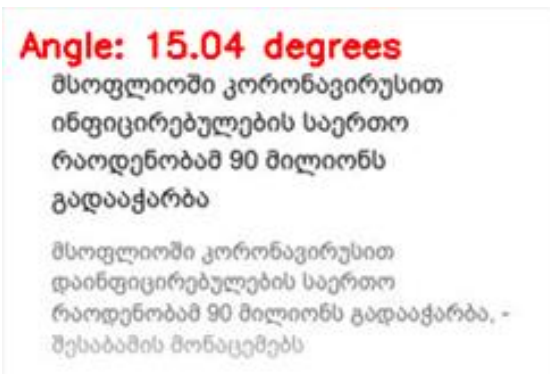 Angle: 15.04 degrees
მსოფლიოში კორონავირუსით
ინფიცირებულების საერთო
რაოდენობამ 90 მილიონს
გადააჭარბა
მსოფლიოში კორონავირუსით
დაინფიცირებულების საერთო
რაოდენობამ 90 მილიონს გადააჭარბა, -
შესაბამის მონაცემებს